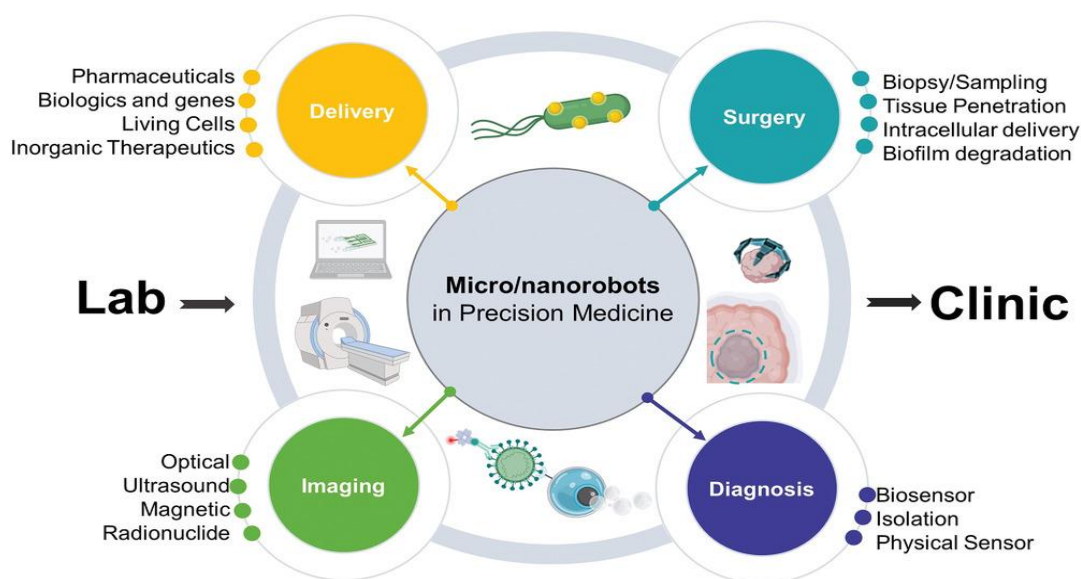 Pharmaceuticals
Biologics and genes
Living Cells
Inorganic Therapeutics
Delivery
Surgery
Biopsy/Sampling
Tissue Penetration
Intracellular delivery
Biofilm degradation
Lab
Micro/nanorobots
in Precision Medicine
Clinic
Optical
Ultrasound
Magnetic
Radionuclide
Imaging
Diagnosis
Biosensor
Isolation
Physical Sensor